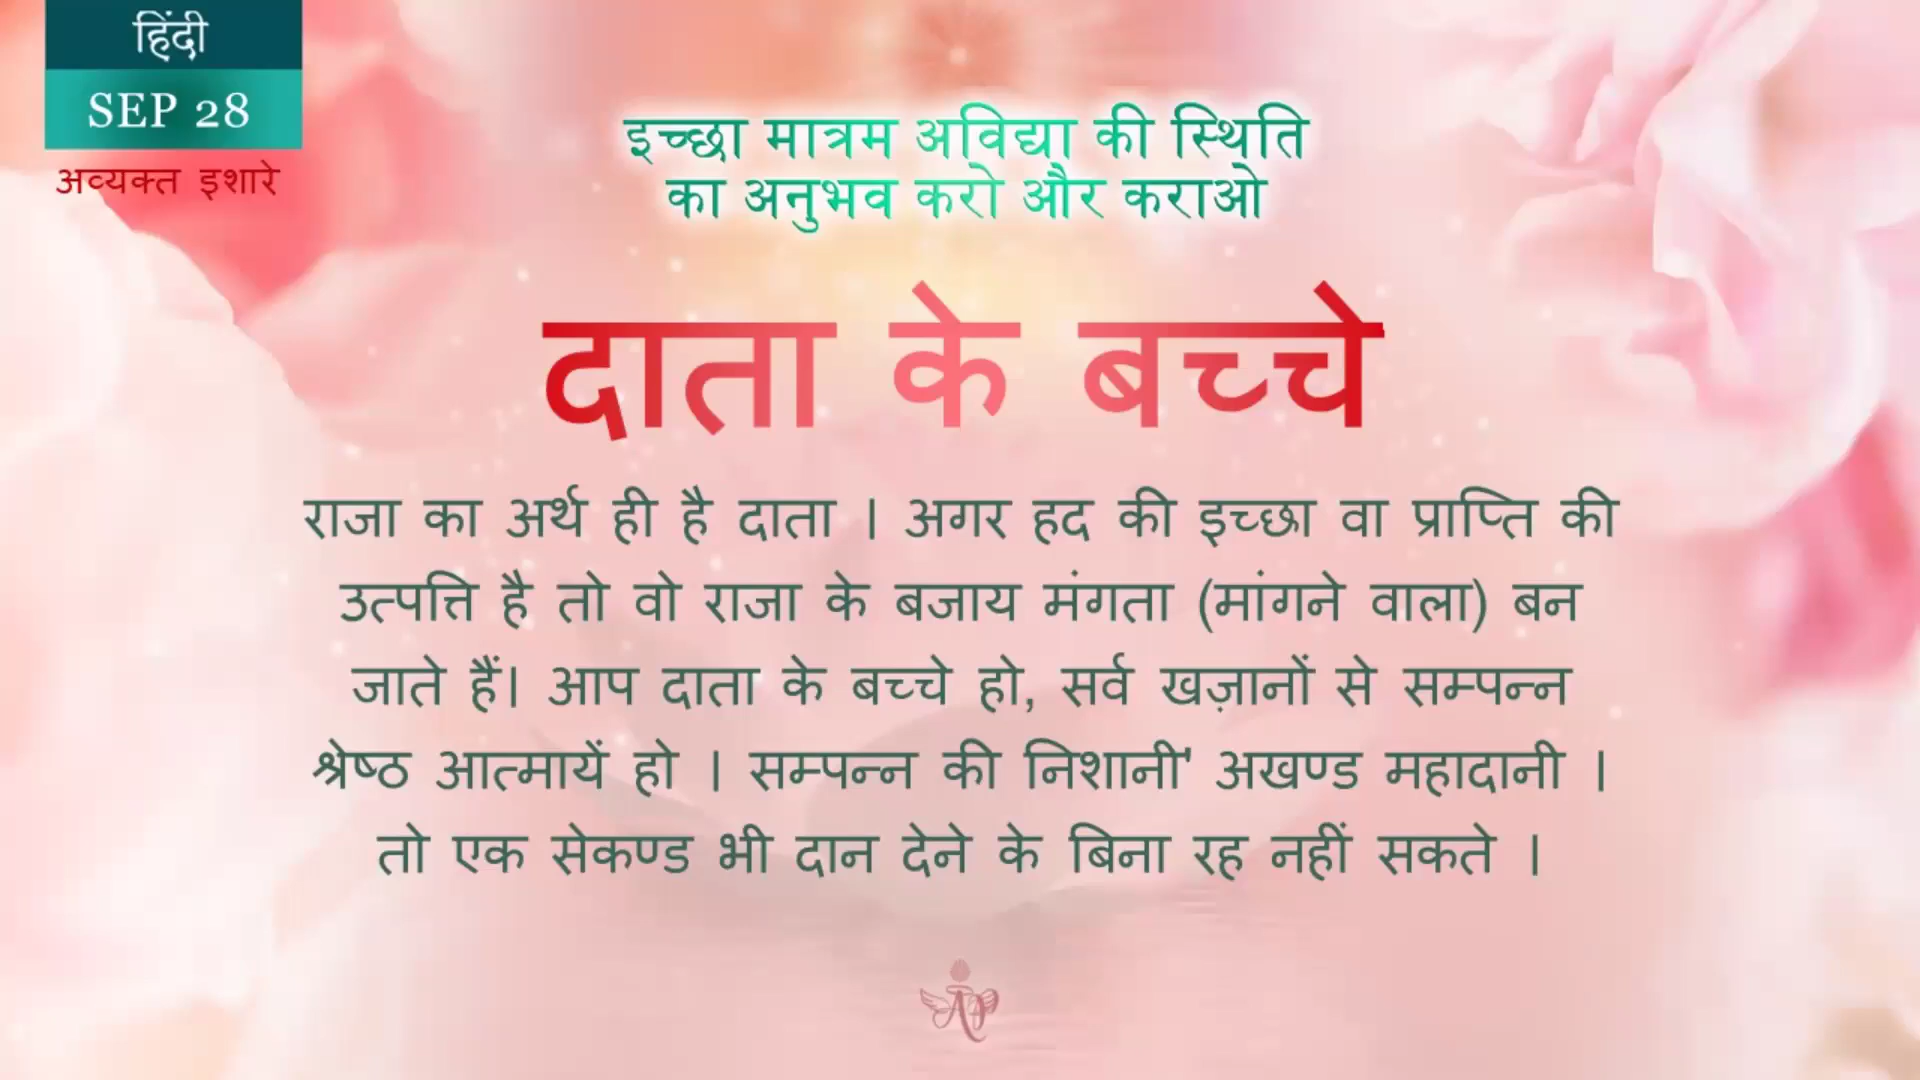 हिंदी
SEP 28
अव्यक्त इशारे
इच्छा मात्रम अविद्या की स्थिति
का अनुभव करो और कराओ
दाता के बच्चे
राजा का अर्थ ही है दाता । अगर हद की इच्छा वा प्राप्ति की
उत्पत्ति है तो वो राजा के बजाय मंगता (मांगने वाला) बन
जाते हैं। आप दाता के बच्चे हो, सर्व खज़ानों से सम्पन्न
श्रेष्ठ आत्मायें हो । सम्पन्न की निशानी' अखण्ड महादानी ।
तो एक सेकण्ड भी दान देने के बिना रह नहीं सकते ।